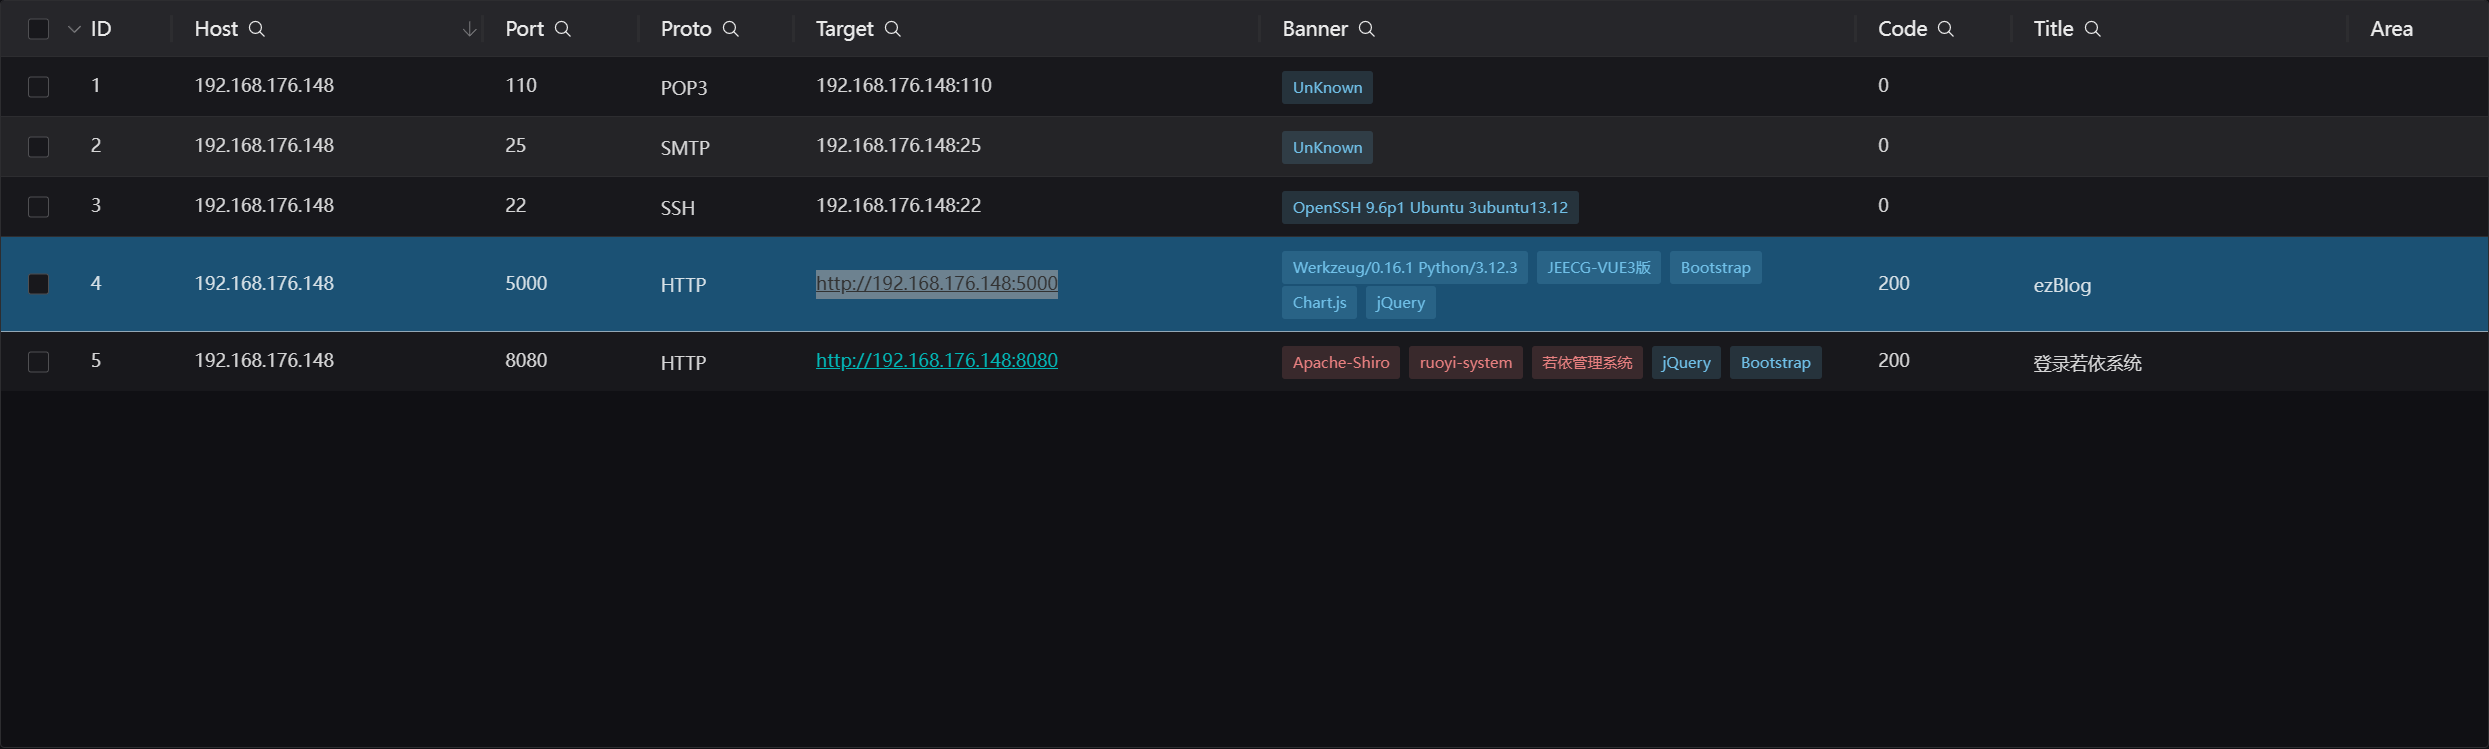 ID Host Port Proto Target Banner Code Title Area
1 192.168.176.148 110 POP3 192.168.176.148:110 UnKnown 0
2 192.168.176.148 25 SMTP 192.168.176.148:25 UnKnown 0
3 192.168.176.148 22 SSH 192.168.176.148:22 OpenSSH 9.6p1 Ubuntu 3ubuntu13.12 0
4 192.168.176.148 5000 HTTP http://192.168.176.148:5000 Werkzeug/0.16.1 Python/3.12.3 JEECG-VUE3版 Bootstrap 200 ezBlog
Chart.js jQuery
5 192.168.176.148 8080 HTTP http://192.168.176.148:8080 Apache-Shiro ruoyi-system 若依管理系统 jQuery Bootstrap 200 登录若依系统